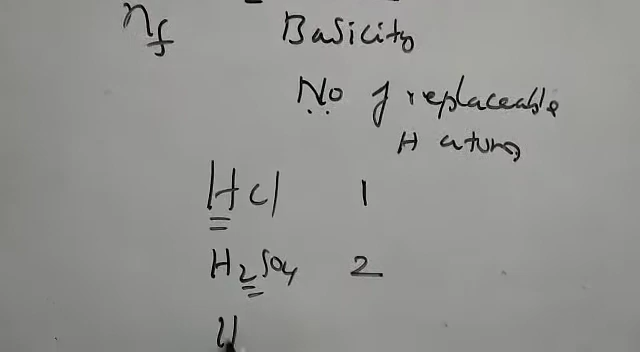 nf Basicity
No of replaceable
H atoms
HCl 1
H2SO4 2
H